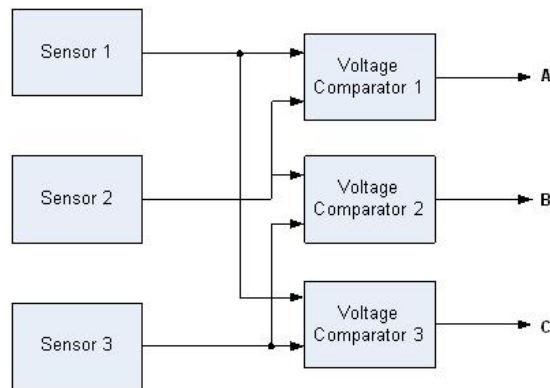 Sensor 1
Voltage
Comparator 1
A
Sensor 2
Voltage
Comparator 2
B
Sensor 3
Voltage
Comparator 3
C